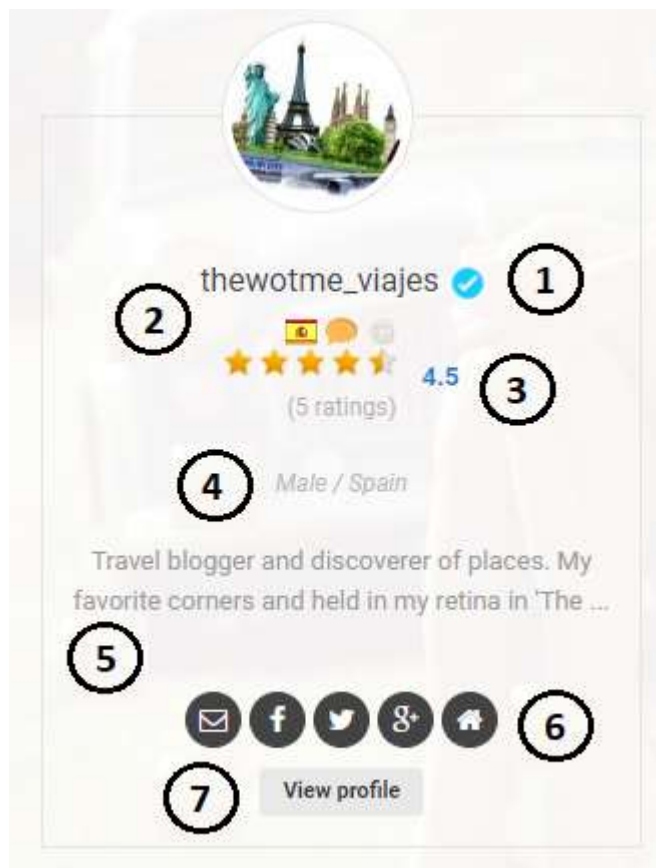 thewotme_viajes
1
2
4.5
3
(5 ratings)
4
Male / Spain
Travel blogger and discoverer of places. My
favorite corners and held in my retina in 'The ...
5
6
7
View profile